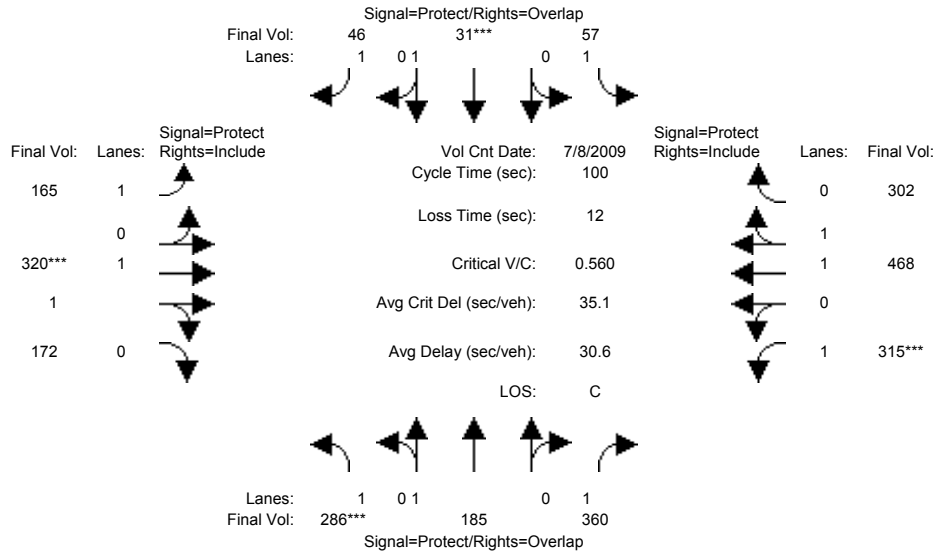 Signal=Protect/Rights=Overlap
Final Vol: 46 31*** 57
Lanes: 1 0 1 0 1
Signal=Protect
Final Vol: Lanes: Rights=Include
165 1
0
320*** 1
1
172 0
Vol Cnt Date: 7/8/2009
Cycle Time (sec): 100
Loss Time (sec): 12
Critical V/C: 0.560
Avg Crit Del (sec/veh): 35.1
Avg Delay (sec/veh): 30.6
LOS: C
Signal=Protect
Rights=Include Lanes: Final Vol:
0 302
1
1 468
0
1 315***
Lanes: 1 0 1 0 1
Final Vol: 286*** 185 360
Signal=Protect/Rights=Overlap